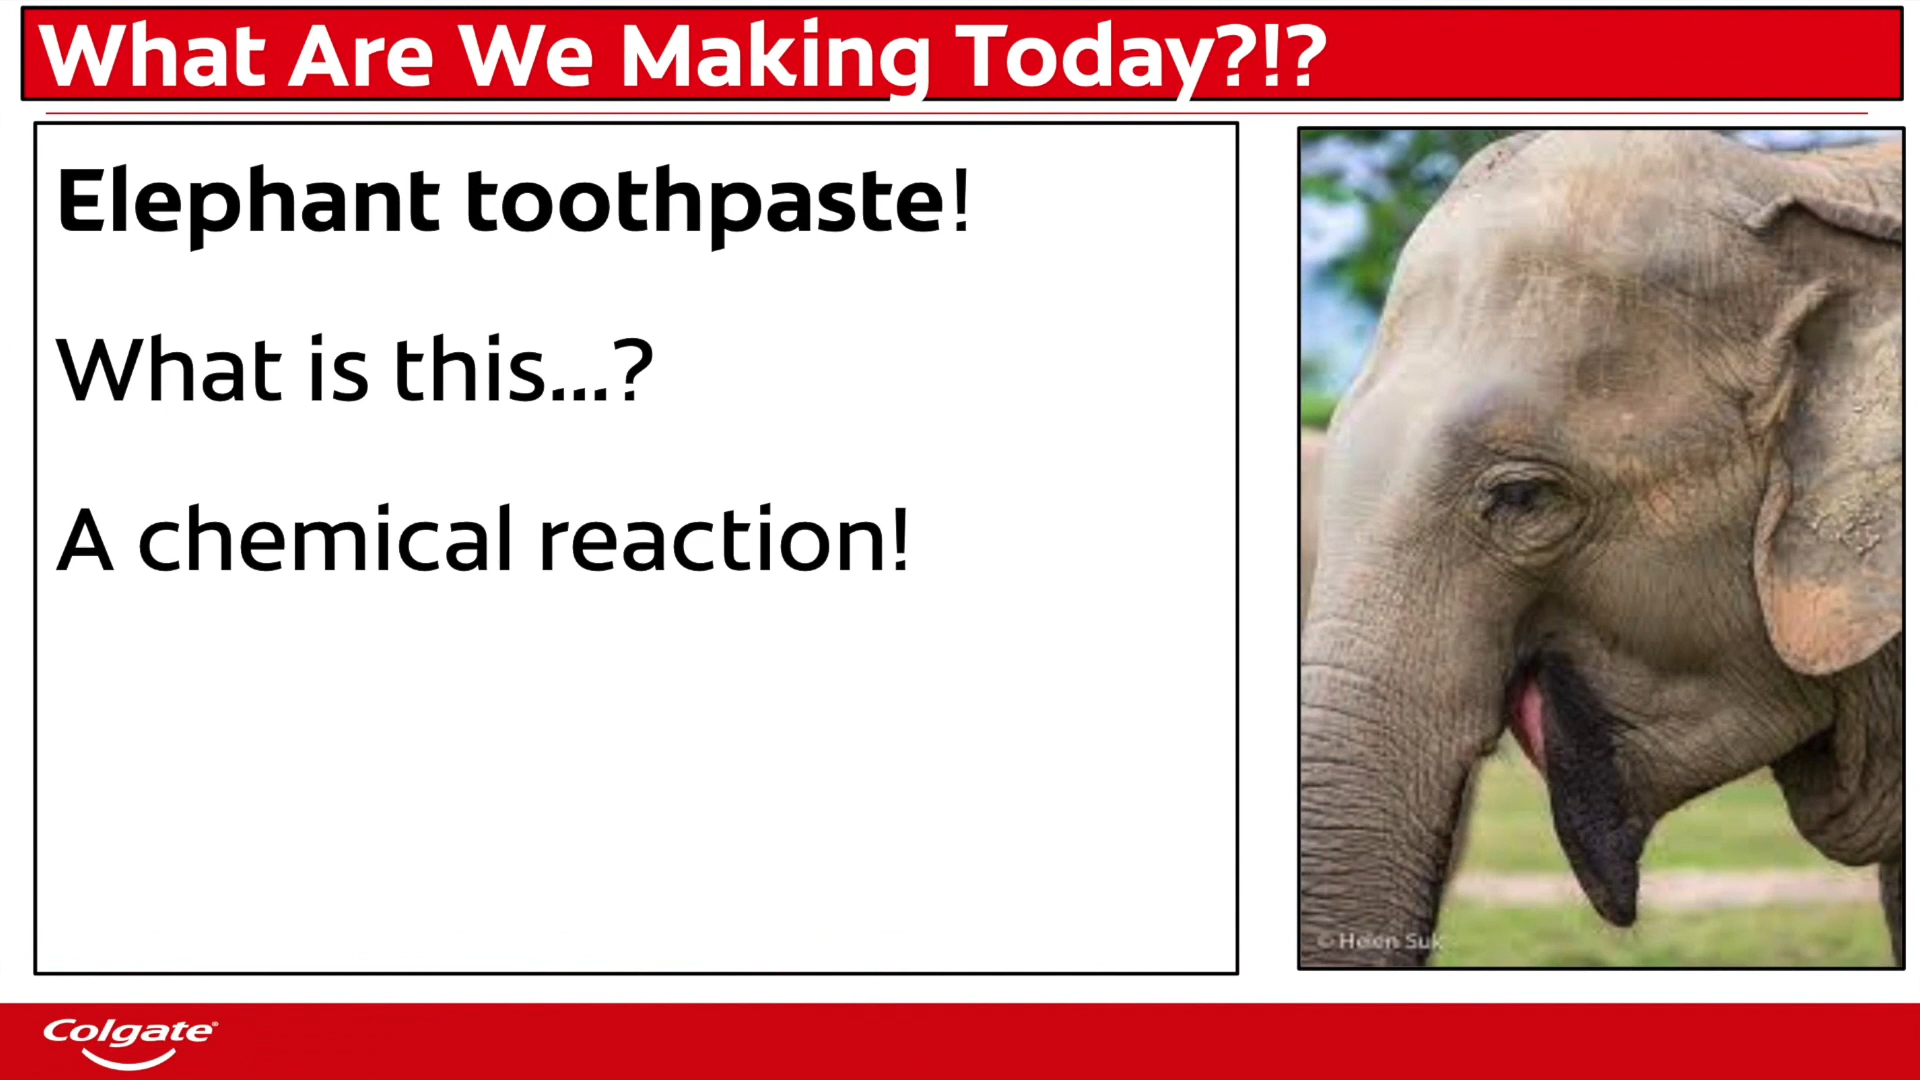 What Are We Making Today?!?
Elephant toothpaste!
What is this...?
A chemical reaction!
© Helen Suk
Colgate®